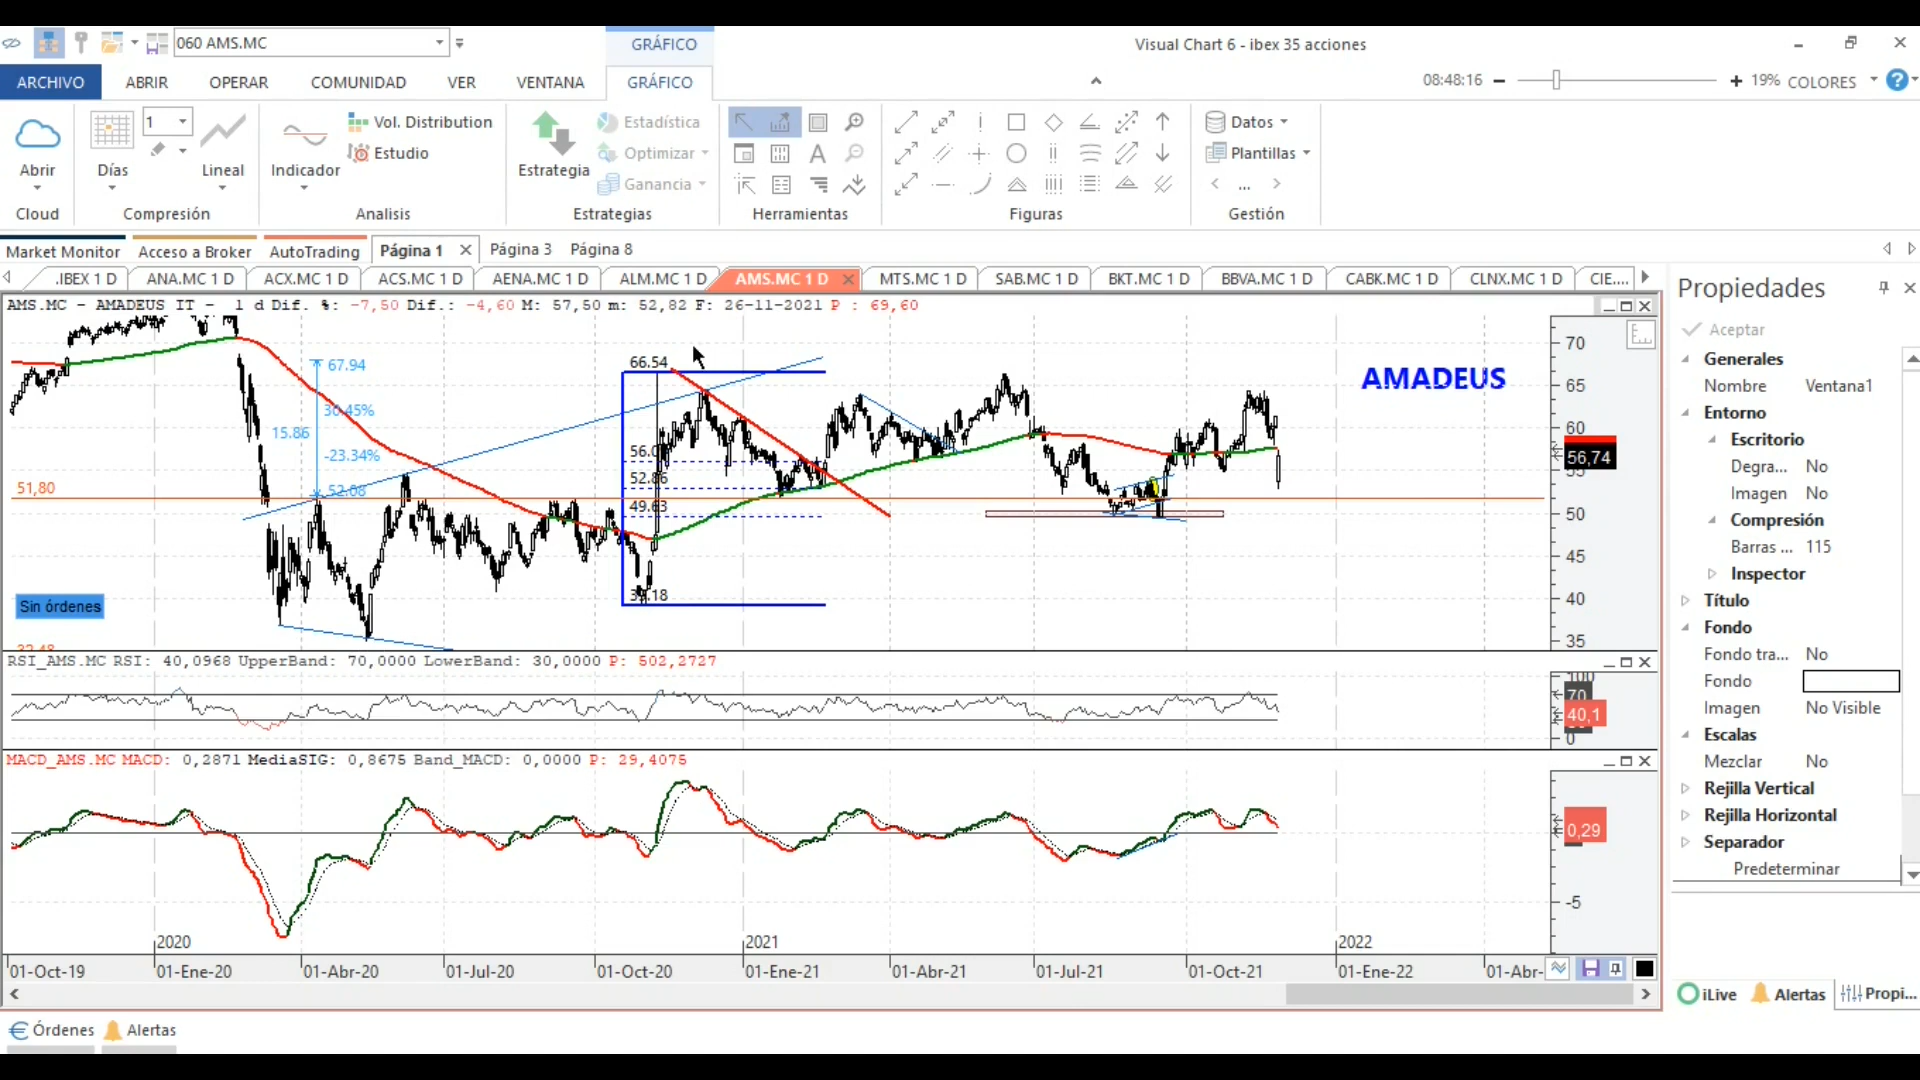 060 AMS.MC
GRÁFICO
Visual Chart 6 - ibex 35 acciones
ARCHIVO ABRIR OPERAR COMUNIDAD VER VENTANA GRÁFICO
08:48:16 19% COLORES
Abrir
Cloud
1
Días
Lineal
Compresión
Indicador
Vol. Distribution
Estudio
Analisis
Estrategia
Estadística
Optimizar
Ganancia
Estrategias
Herramientas
Figuras
Datos
Plantillas
...
Gestión
Market Monitor Acceso a Broker AutoTrading Página 1 Página 3 Página 8
.IBEX 1 D ANA.MC 1 D ACX.MC 1 D ACS.MC 1 D AENA.MC 1 D ALM.MC 1 D AMS.MC 1 D MTS.MC 1 D SAB.MC 1 D BKT.MC 1 D BBVA.MC 1 D CABK.MC 1 D CLNX.MC 1 D CIE....
AMS.MC - AMADEUS IT - 1 d Dif. %: -7,50 Dif.: -4,60 M: 57,50 m: 52,82 F: 26-11-2021 P : 69,60
AMADEUS
67.94
30.45%
15.86
-23.34%
52.08
51,80
66.54
52.86
49.63
70
65
60
56,74
50
45
40
35
Sin órdenes
RSI_AMS.MC RSI: 40,0968 UpperBand: 70,0000 LowerBand: 30,0000 P: 502,2727
100
70
40,1
0
MACD_AMS.MC MACD: 0,2871 MediaSIG: 0,8675 Band_MACD: 0,0000 P: 29,4075
0,29
-5
2020 2021 2022
01-Oct-19 01-Ene-20 01-Abr-20 01-Jul-20 01-Oct-20 01-Ene-21 01-Abr-21 01-Jul-21 01-Oct-21 01-Ene-22 01-Abr-
Propiedades
Aceptar
Generales
Nombre Ventana1
Entorno
Escritorio
Degra... No
Imagen No
Compresión
Barras ... 115
Inspector
Título
Fondo
Fondo tra... No
Fondo
Imagen No Visible
Escalas
Mezclar No
Rejilla Vertical
Rejilla Horizontal
Separador
Predeterminar
iLive Alertas Propi...
Órdenes Alertas